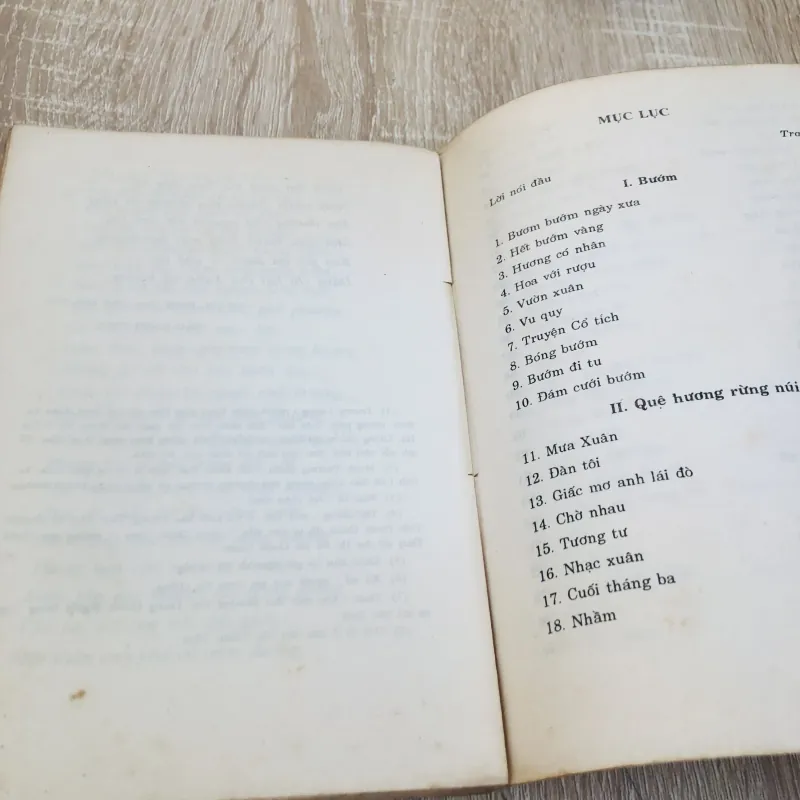 MỤC LỤC
Tro
Lời nói đầu
I. Bướm
1. Bươm bướm ngày xưa
2. Hết bướm vàng
3. Hương cố nhân
4. Hoa với rượu
5. Vườn xuân
6. Vu quy
7. Truyện Cổ tích
8. Bóng bướm
9. Bướm đi tu
10. Đám cưới bướm
II. Quê hương rừng núi
11. Mưa Xuân
12. Đàn tôi
13. Giấc mơ anh lái đò
14. Chờ nhau
15. Tương tư
16. Nhạc xuân
17. Cuối tháng ba
18. Nhầm